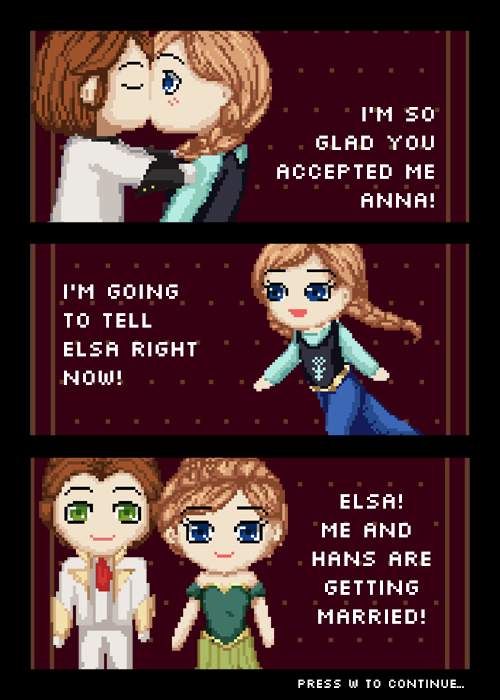 I'M SO
GLAD YOU
ACCEPTED ME
ANNA!
I'M GOING
TO TELL
ELSA RIGHT
NOW!
ELSA!
ME AND
HANS ARE
GETTING
MARRIED!
PRESS W TO CONTINUE...